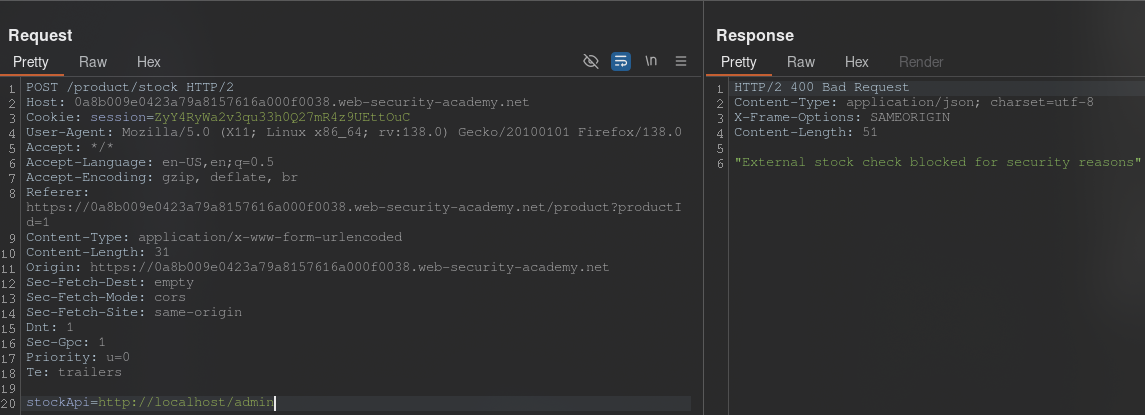 Request
Pretty Raw Hex \n
1 POST /product/stock HTTP/2
2 Host: 0a8b009e0423a79a8157616a000f0038.web-security-academy.net
3 Cookie: session=ZyY4RyWa2v3qu33h0Q27mR4z9UEttOuC
4 User-Agent: Mozilla/5.0 (X11; Linux x86_64; rv:138.0) Gecko/20100101 Firefox/138.0
5 Accept: */*
6 Accept-Language: en-US,en;q=0.5
7 Accept-Encoding: gzip, deflate, br
8 Referer:
https://0a8b009e0423a79a8157616a000f0038.web-security-academy.net/product?productI
d=1
9 Content-Type: application/x-www-form-urlencoded
10 Content-Length: 31
11 Origin: https://0a8b009e0423a79a8157616a000f0038.web-security-academy.net
12 Sec-Fetch-Dest: empty
13 Sec-Fetch-Mode: cors
14 Sec-Fetch-Site: same-origin
15 Dnt: 1
16 Sec-Gpc: 1
17 Priority: u=0
18 Te: trailers
19
20 stockApi=http://localhost/admin
Response
Pretty Raw Hex Render
1 HTTP/2 400 Bad Request
2 Content-Type: application/json; charset=utf-8
3 X-Frame-Options: SAMEORIGIN
4 Content-Length: 51
5
6 "External stock check blocked for security reasons"